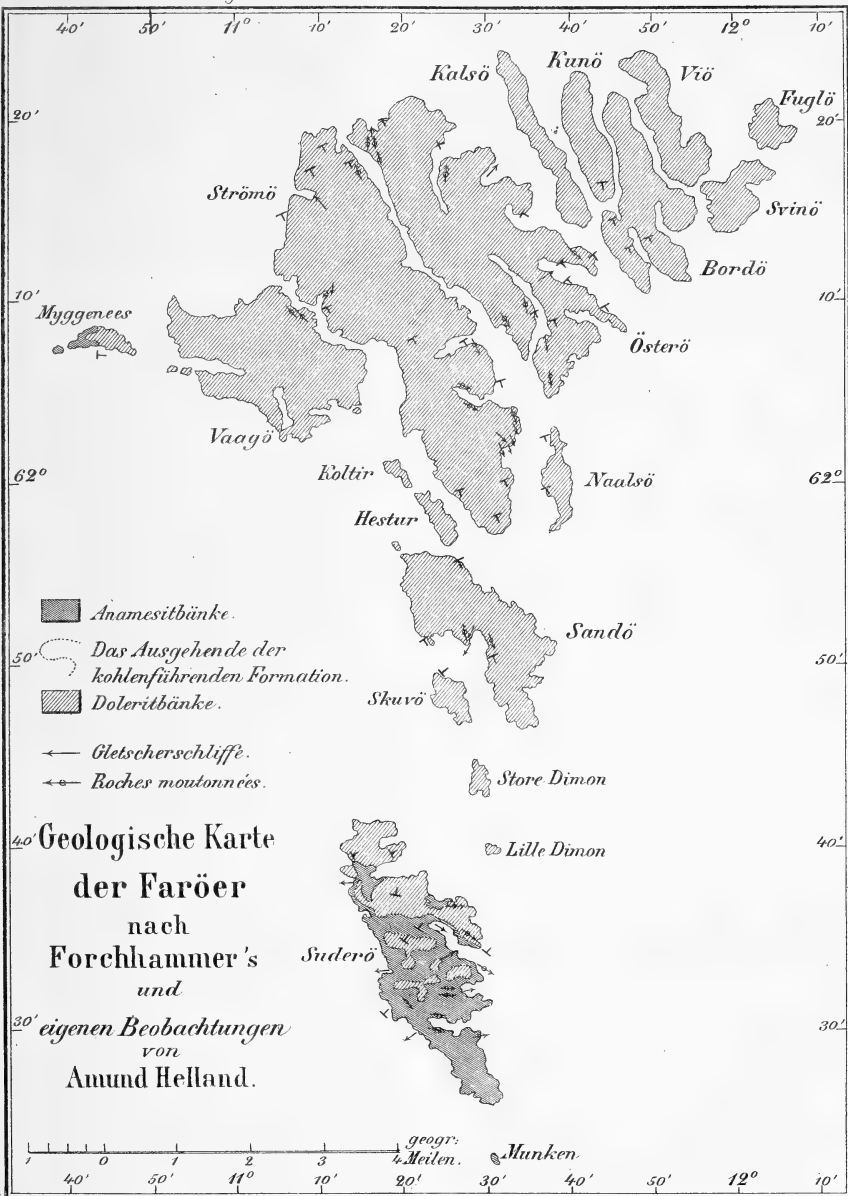 40' 50' 11° 10' 20' 30' 40' 50' 12° 10'
Kalsö
Kunö
Viö
Fuglö
20' 20'
Strömö
Svinö
Bordö
10' 10'
Myggenees
Österö
Vaagö
Koltir
Naalsö
62° 62°
Hestur
Anamesitbänke.
Sandö
Das Ausgehende der
kohlenführenden Formation.
50' 50'
Doleritbänke.
Skuvö
Gletscherschliffe.
Roches moutonnées.
Store Dimon
Geologische Karte
40' 40'
Lille Dimon
der Faröer
nach
Forchhammer's
Suderö
und
eigenen Beobachtungen
30' 30'
von
Amund Helland.
1 0 1 2 3 4
geogr:
Meilen.
Munken
40' 50' 11° 10' 20' 30' 40' 50' 12° 10'